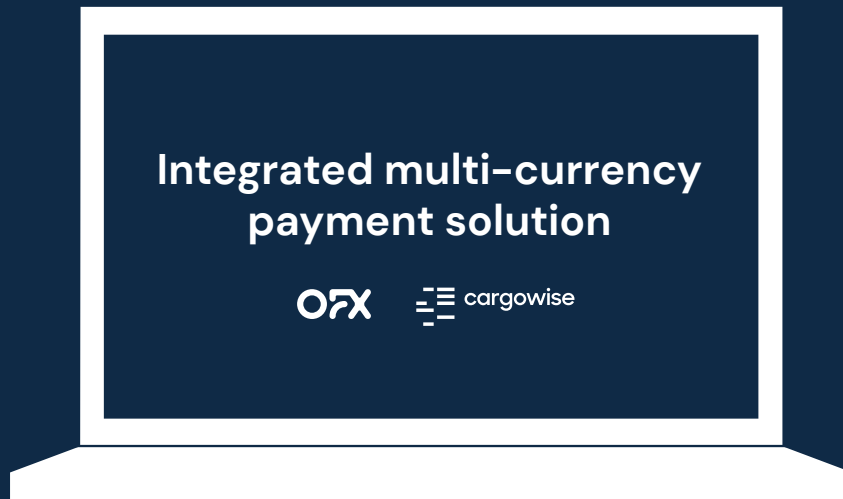 Integrated multi-currency
payment solution
OFX cargowise